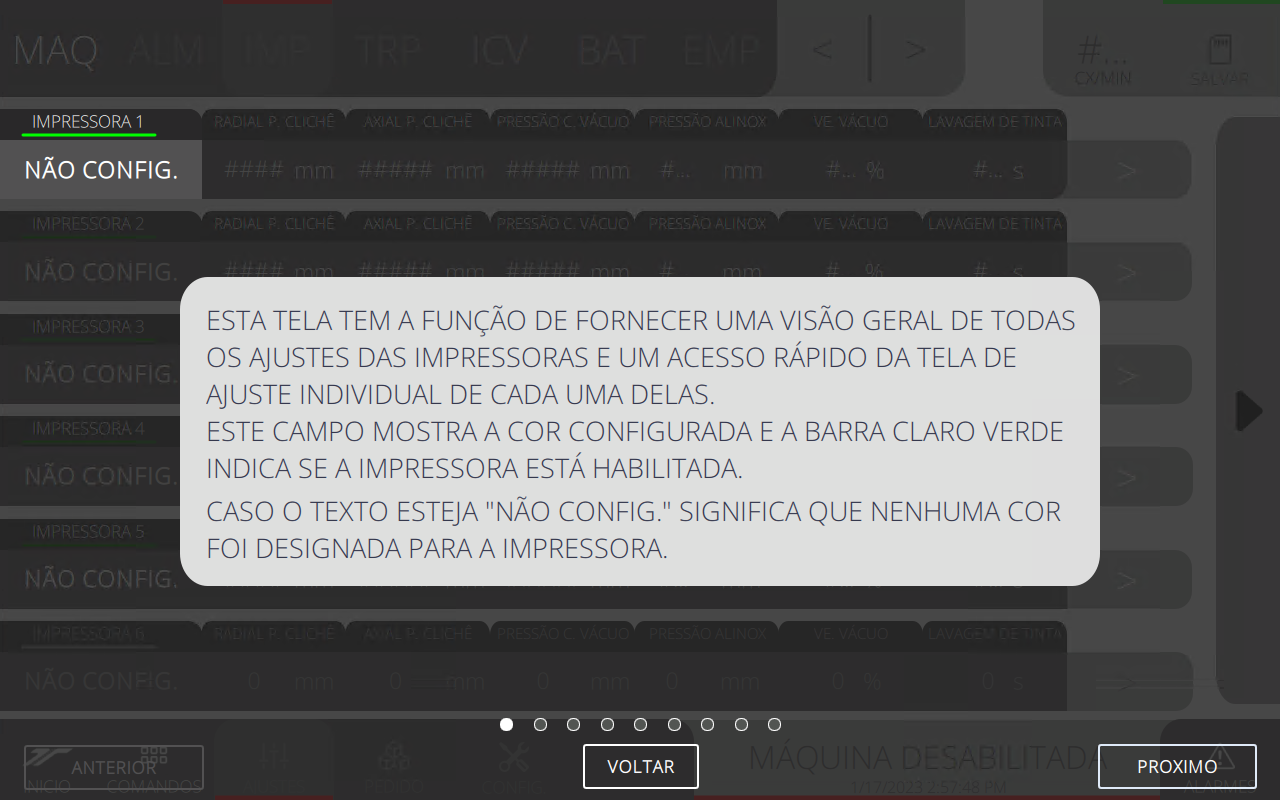 MAQ ALM IMP TRP ICV BAT EMP < > #... CX/MIN SALVAR
IMPRESSORA 1 RADIAL P. CLICHÊ AXIAL P. CLICHÊ PRESSÃO C. VÁCUO PRESSÃO ALINOX VE. VÁCUO LAVAGEM DE TINTA
NÃO CONFIG. #### mm ##### mm ##### mm #... mm #... % #... s >
IMPRESSORA 2 RADIAL P. CLICHÊ AXIAL P. CLICHÊ PRESSÃO C. VÁCUO PRESSÃO ALINOX VE. VÁCUO LAVAGEM DE TINTA
NÃO CONFIG. #### mm ##### mm ##### mm # mm # % # s >
IMPRESSORA 3
NÃO CONFIG. >
IMPRESSORA 4
NÃO CONFIG. >
IMPRESSORA 5
NÃO CONFIG. >
ESTA TELA TEM A FUNÇÃO DE FORNECER UMA VISÃO GERAL DE TODAS
OS AJUSTES DAS IMPRESSORAS E UM ACESSO RÁPIDO DA TELA DE
AJUSTE INDIVIDUAL DE CADA UMA DELAS.
ESTE CAMPO MOSTRA A COR CONFIGURADA E A BARRA CLARO VERDE
INDICA SE A IMPRESSORA ESTÁ HABILITADA.
CASO O TEXTO ESTEJA "NÃO CONFIG." SIGNIFICA QUE NENHUMA COR
FOI DESIGNADA PARA A IMPRESSORA.
IMPRESSORA 6 RADIAL P. CLICHÊ AXIAL P. CLICHÊ PRESSÃO C. VÁCUO PRESSÃO ALINOX VE. VÁCUO LAVAGEM DE TINTA
NÃO CONFIG. 0 mm 0 mm 0 mm 0 mm 0 % 0 s >
ANTERIOR VOLTAR MÁQUINA DESABILITADA PROXIMO
INICIO COMANDOS PEDIDO CONFIG. 1/17/2023 2:57:48 PM ALARMES